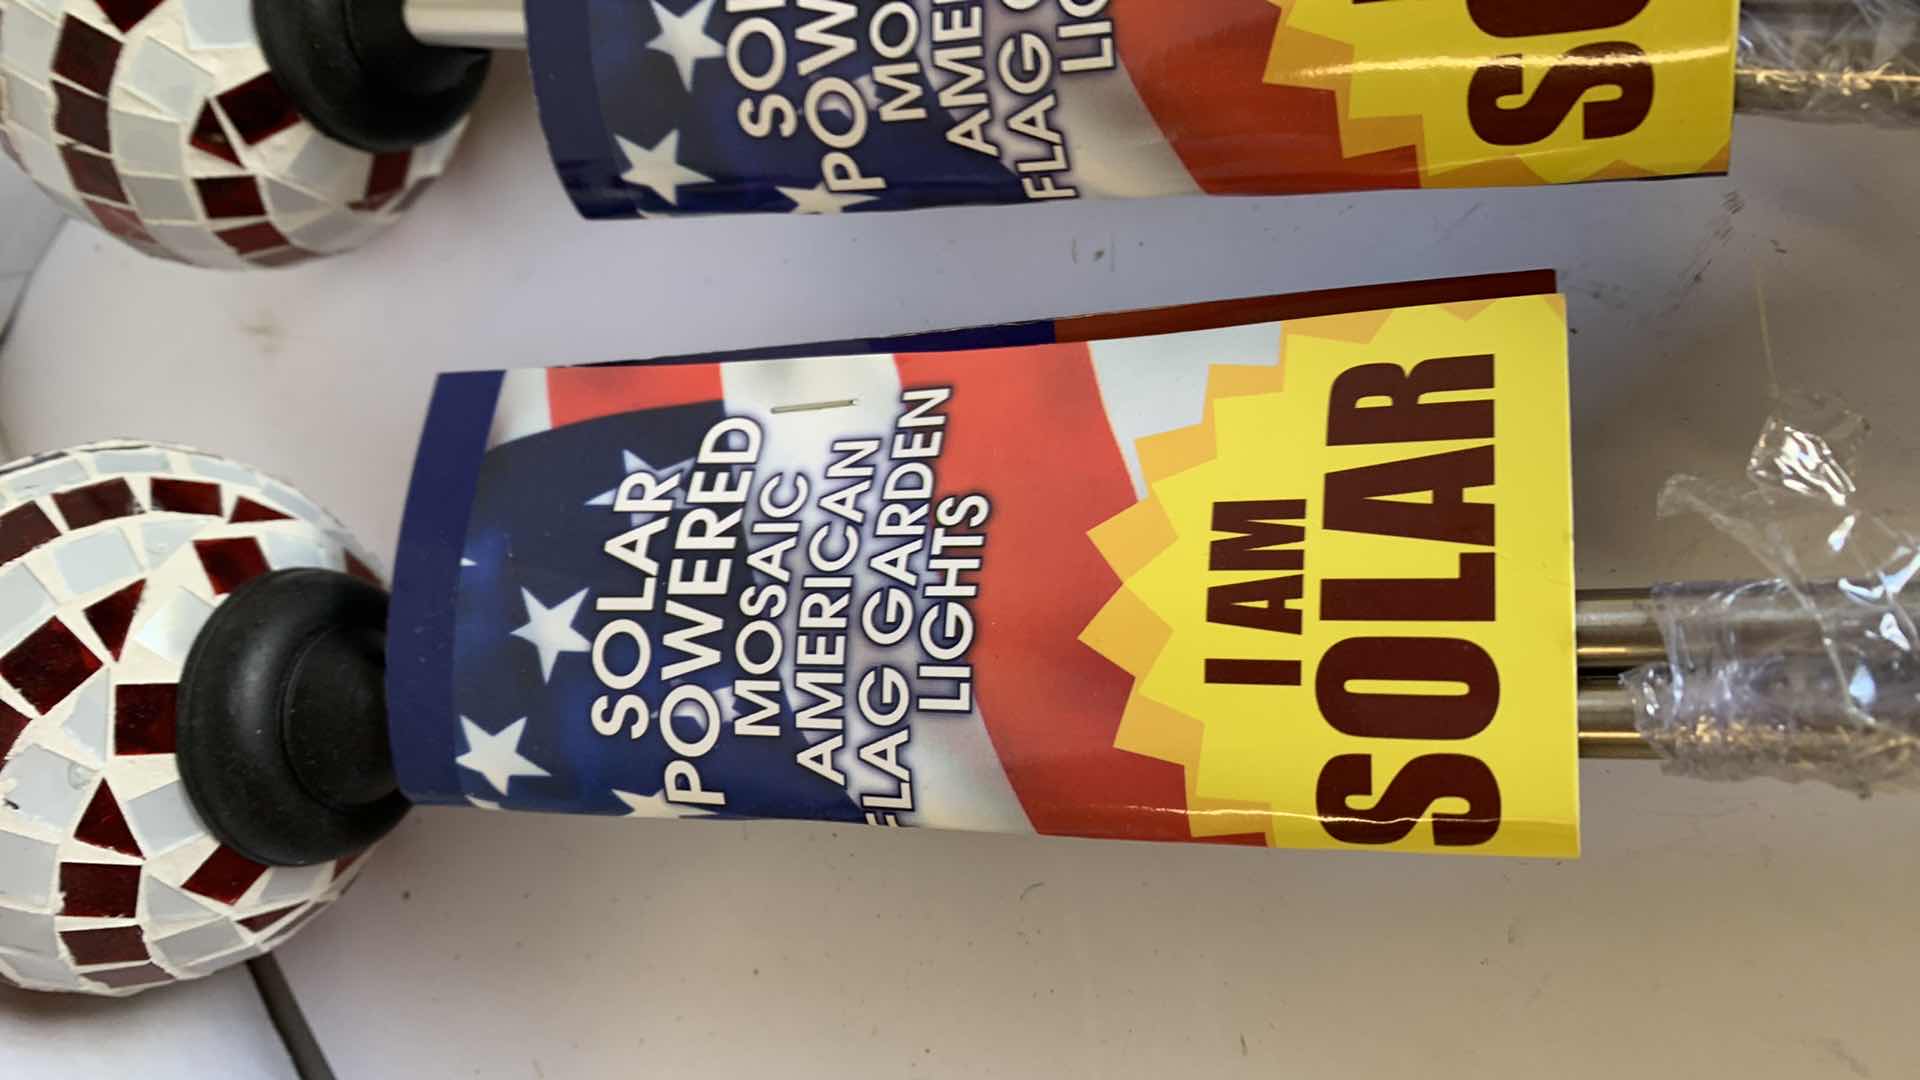 SOLAR
POWERED
MOSAIC
AMERICAN
FLAG GARDEN
LIGHTS
I AM
SOLAR